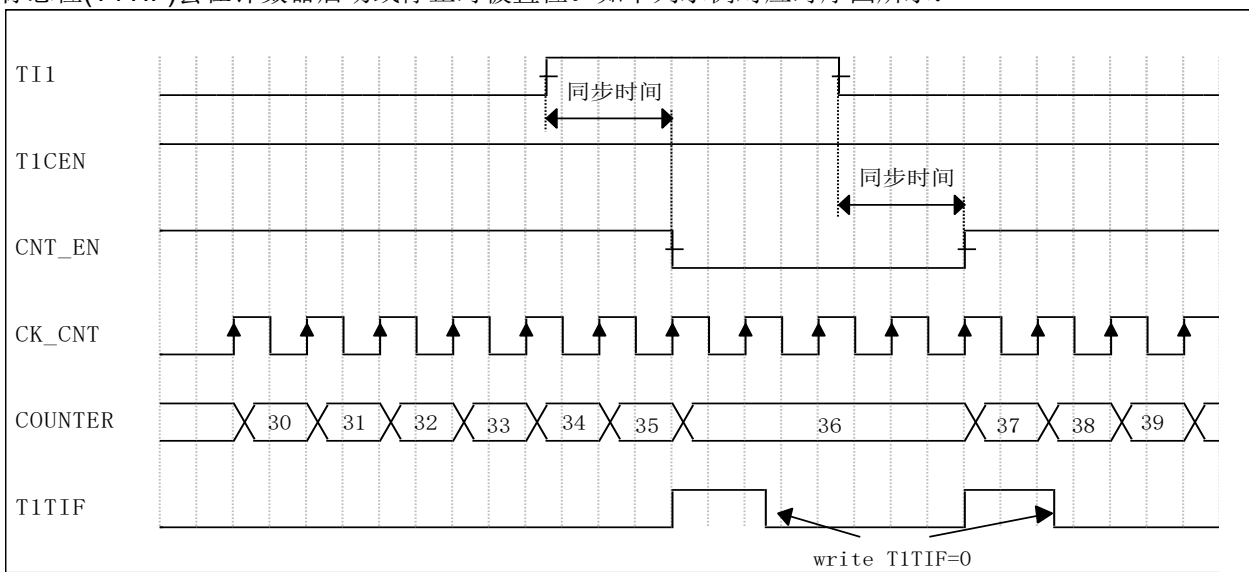 TI1
同步时间
T1CEN
同步时间
CNT_EN
CK_CNT
COUNTER 30 31 32 33 34 35 36 37 38 39
T1TIF
write T1TIF=0